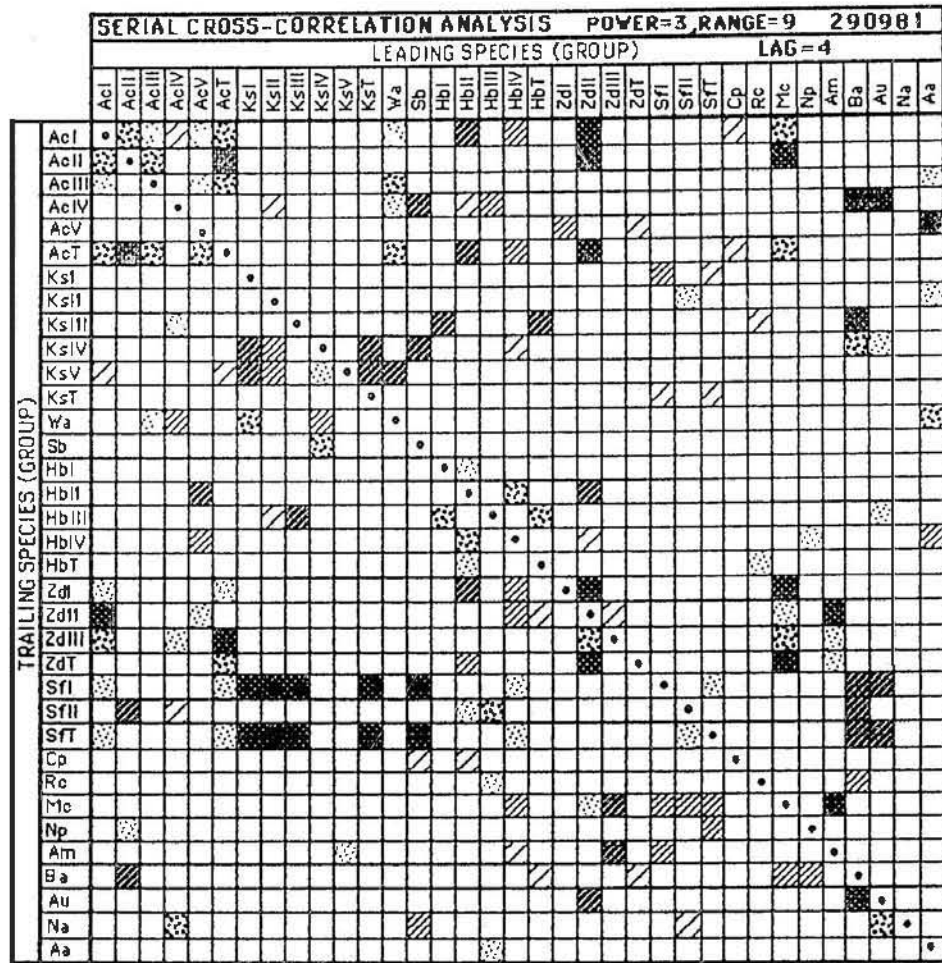 SERIAL CROSS-CORRELATION ANALYSIS POWER=3,RANGE=9 290981
LEADING SPECIES (GROUP) LAG=4
AcI AcII AcIII AcIV AcV AcT KsI KsII KsIII KsIV KsV KsT Wa Sb HbI HbII HbIII HbIV HbT ZdI ZdII ZdIII ZdT SfI SfII SfT Cp Rc Mc Np Am Ba Au Na Aa
TRAILING SPECIES (GROUP)
AcI
AcII
AcIII
AcIV
AcV
AcT
KsI
KsII
KsIII
KsIV
KsV
KsT
Wa
Sb
HbI
HbII
HbIII
HbIV
HbT
ZdI
ZdII
ZdIII
ZdT
SfI
SfII
SfT
Cp
Rc
Mc
Np
Am
Ba
Au
Na
Aa